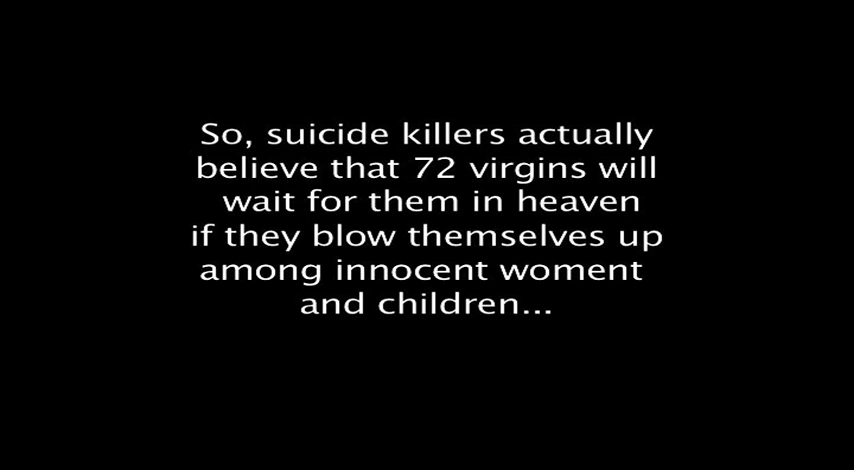 So, suicide killers actually
believe that 72 virgins will
wait for them in heaven
if they blow themselves up
among innocent woment
and children...